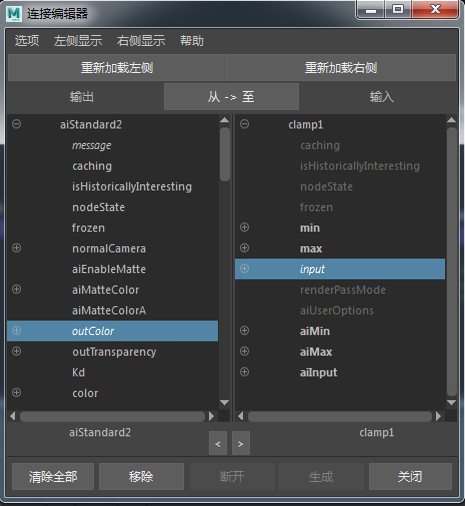 连接编辑器
选项 左侧显示 右侧显示 帮助
重新加载左侧 重新加载右侧
输出 从 -> 至 输入
aiStandard2 clamp1
message caching
caching isHistoricallyInteresting
isHistoricallyInteresting nodeState
nodeState frozen
frozen min
normalCamera max
aiEnableMatte input
aiMatteColor renderPassMode
aiMatteColorA aiUserOptions
outColor aiMin
outTransparency aiMax
Kd aiInput
color
aiStandard2 < > clamp1
清除全部 移除 断开 生成 关闭